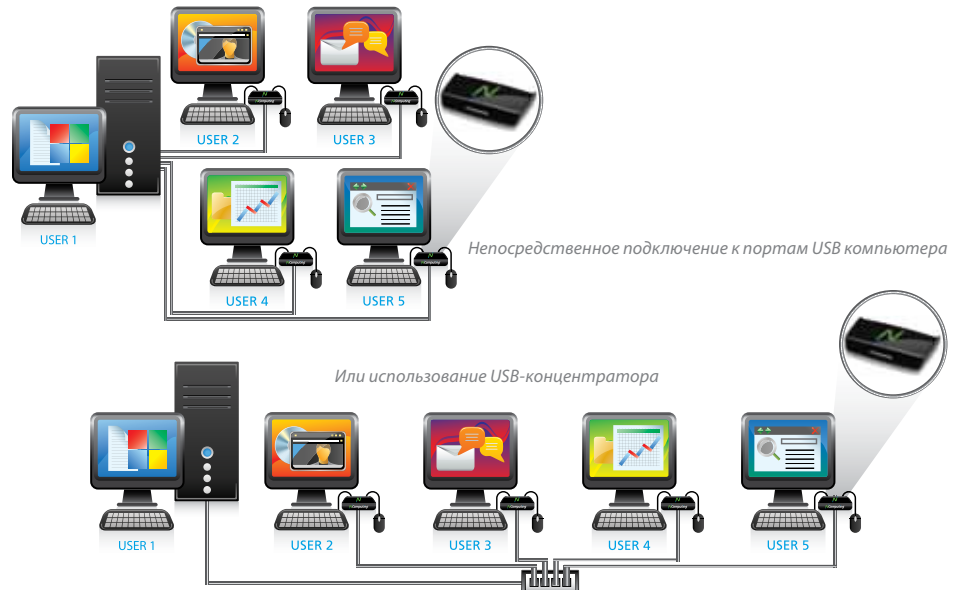 USER 2
USER 3
USER 1
USER 4
USER 5
Непосредственное подключение к портам USB компьютера
Или использование USB-концентратора
USER 1
USER 2
USER 3
USER 4
USER 5